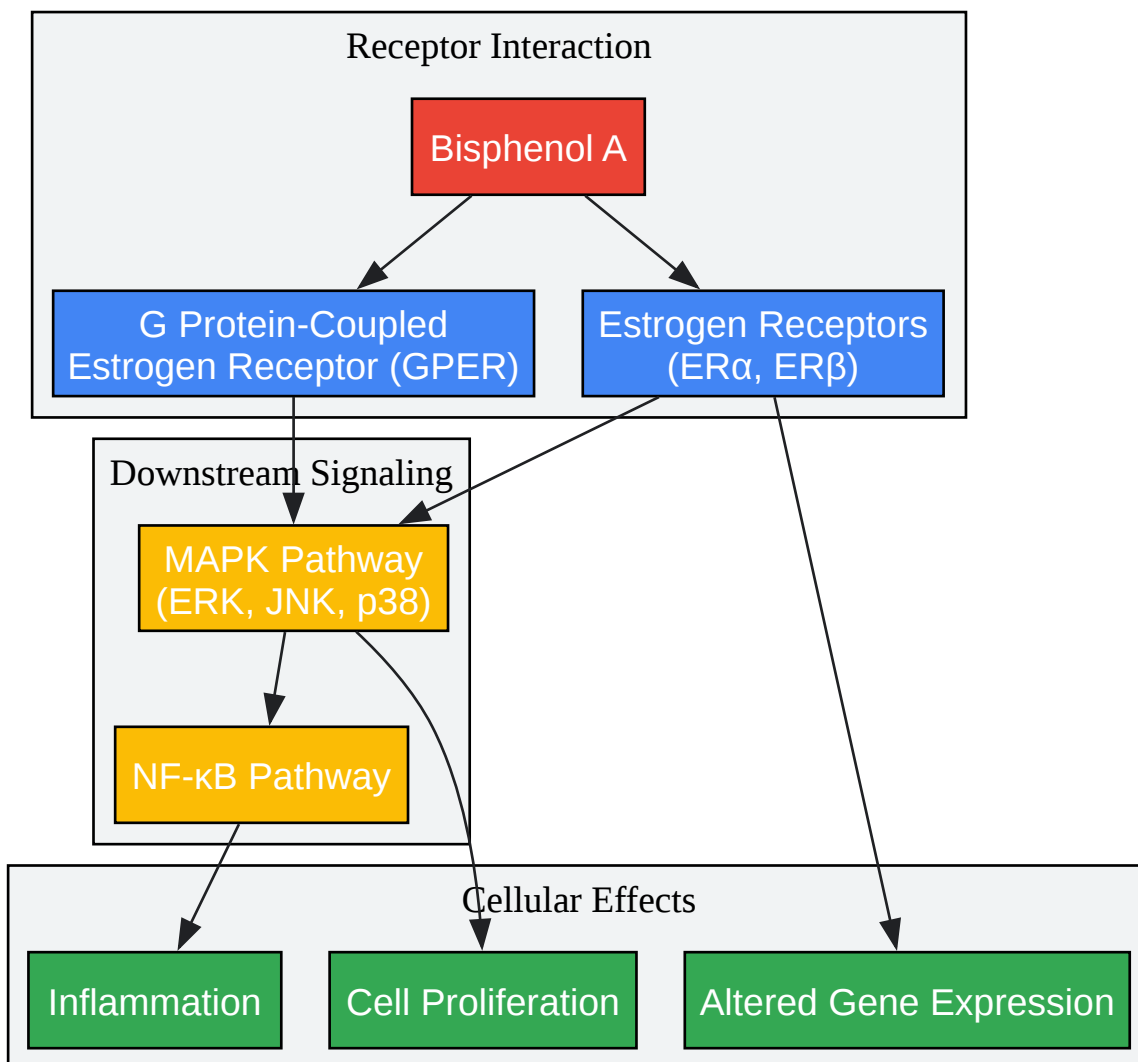 Receptor Interaction
Bisphenol A
G Protein-Coupled
Estrogen Receptor (GPER)
Estrogen Receptors
(ERα, ERβ)
Downstream Signaling
MAPK Pathway
(ERK, JNK, p38)
NF-κB Pathway
Cellular Effects
Inflammation
Cell Proliferation
Altered Gene Expression